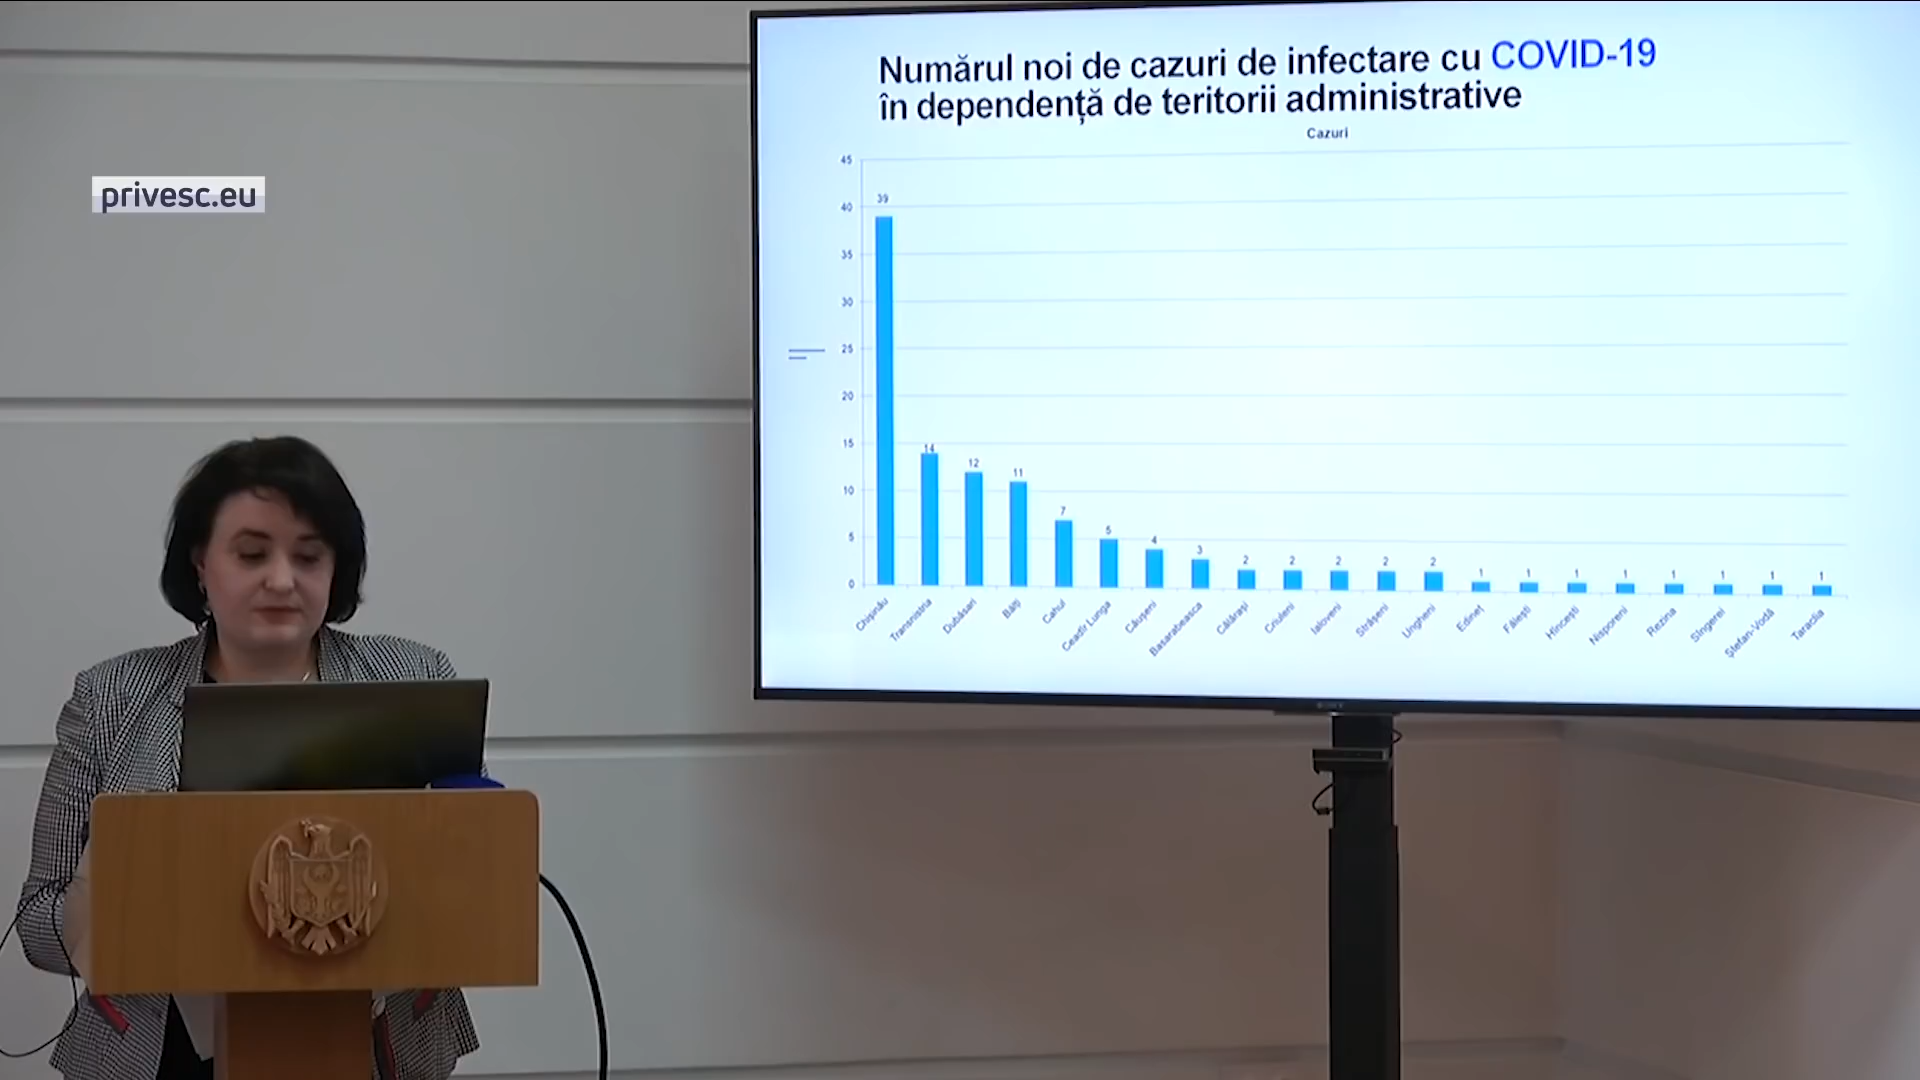 Numărul noi de cazuri de infectare cu COVID-19
în dependență de teritorii administrative
Cazuri
privesc.eu
45
40
35
30
25
20
15
10
5
0
39
14
12
11
7
5
4
3
2
2
2
2
2
1
1
1
1
1
1
1
1
Chișinău
Transnistria
Dubăsari
Bălți
Cahul
Ceadîr Lunga
Căușeni
Basarabeasca
Călărași
Criuleni
Ialoveni
Strășeni
Ungheni
Edineț
Fălești
Hîncești
Nisporeni
Rezina
Sîngerei
Ștefan-Vodă
Taraclia
SONY